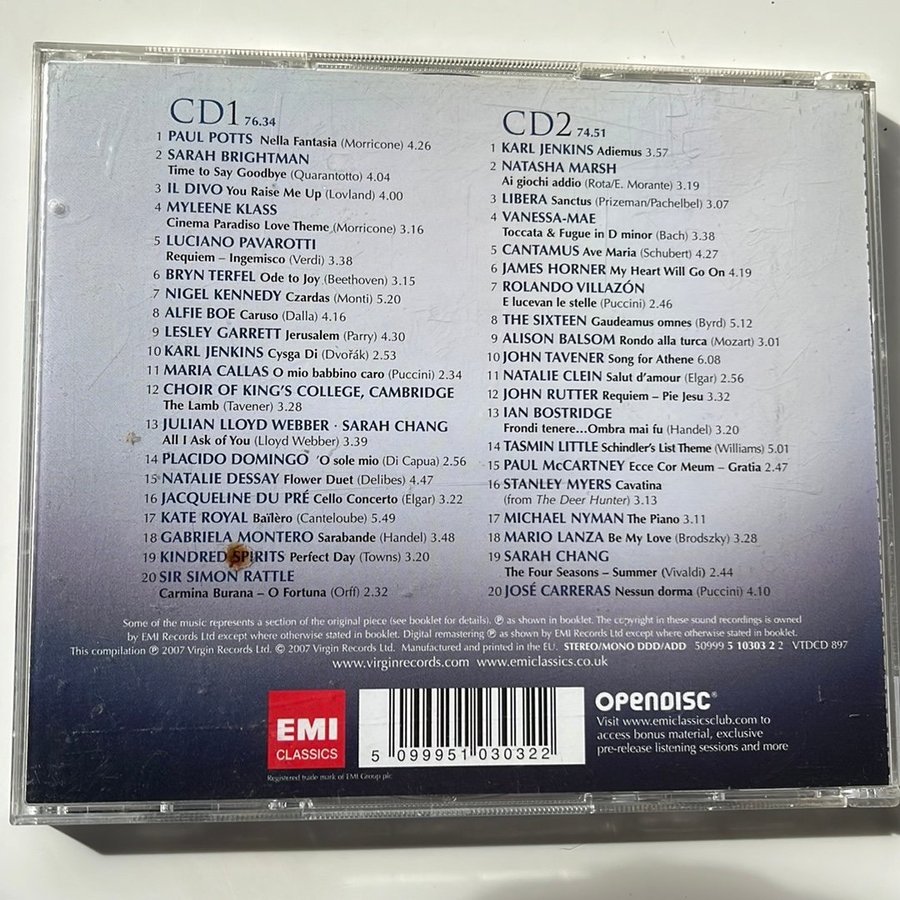 CD1 76.34
1 PAUL POTTS Nella Fantasia (Morricone) 4.26
2 SARAH BRIGHTMAN
Time to Say Goodbye (Quarantotto) 4.04
3 IL DIVO You Raise Me Up (Lovland) 4.00
4 MYLEENE KLASS
Cinema Paradiso Love Theme (Morricone) 3.16
5 LUCIANO PAVAROTTI
Requiem – Ingemisco (Verdi) 3.38
6 BRYN TERFEL Ode to Joy (Beethoven) 3.15
7 NIGEL KENNEDY Czardas (Monti) 5.20
8 ALFIE BOE Caruso (Dalla) 4.16
9 LESLEY GARRETT Jerusalem (Parry) 4.30
10 KARL JENKINS Cysga Di (Dvořák) 2.53
11 MARIA CALLAS O mio babbino caro (Puccini) 2.34
12 CHOIR OF KING'S COLLEGE, CAMBRIDGE
The Lamb (Tavener) 3.28
13 JULIAN LLOYD WEBBER · SARAH CHANG
All I Ask of You (Lloyd Webber) 3.39
14 PLACIDO DOMINGO 'O sole mio (Di Capua) 2.56
15 NATALIE DESSAY Flower Duet (Delibes) 4.47
16 JACQUELINE DU PRÉ Cello Concerto (Elgar) 3.22
17 KATE ROYAL Baïlèro (Canteloube) 5.49
18 GABRIELA MONTERO Sarabande (Handel) 3.48
19 KINDRED SPIRITS Perfect Day (Towns) 3.20
20 SIR SIMON RATTLE
Carmina Burana – O Fortuna (Orff) 2.32
CD2 74.51
1 KARL JENKINS Adiemus 3.57
2 NATASHA MARSH
Ai giochi addio (Rota/E. Morante) 3.19
3 LIBERA Sanctus (Prizeman/Pachelbel) 3.07
4 VANESSA-MAE
Toccata & Fugue in D minor (Bach) 3.38
5 CANTAMUS Ave Maria (Schubert) 4.27
6 JAMES HORNER My Heart Will Go On 4.19
7 ROLANDO VILLAZÓN
E lucevan le stelle (Puccini) 2.46
8 THE SIXTEEN Gaudeamus omnes (Byrd) 5.12
9 ALISON BALSOM Rondo alla turca (Mozart) 3.01
10 JOHN TAVENER Song for Athene 6.08
11 NATALIE CLEIN Salut d'amour (Elgar) 2.56
12 JOHN RUTTER Requiem – Pie Jesu 3.32
13 IAN BOSTRIDGE
Frondi tenere...Ombra mai fu (Handel) 3.20
14 TASMIN LITTLE Schindler's List Theme (Williams) 5.01
15 PAUL McCARTNEY Ecce Cor Meum – Gratia 2.47
16 STANLEY MYERS Cavatina
(from The Deer Hunter) 3.13
17 MICHAEL NYMAN The Piano 3.11
18 MARIO LANZA Be My Love (Brodszky) 3.28
19 SARAH CHANG
The Four Seasons – Summer (Vivaldi) 2.44
20 JOSÉ CARRERAS Nessun dorma (Puccini) 4.10
Some of the music represents a section of the original piece (see booklet for details). ℗ as shown in booklet. The copyright in these sound recordings is owned
by EMI Records Ltd except where otherwise stated in booklet. Digital remastering ℗ as shown by EMI Records Ltd except where otherwise stated in booklet.
This compilation ℗ 2007 Virgin Records Ltd. © 2007 Virgin Records Ltd. Manufactured and printed in the EU. STEREO/MONO DDD/ADD 50999 5 10303 2 2 VTDCD 897
www.virginrecords.com www.emiclassics.co.uk
EMI
CLASSICS
Registered trade mark of EMI Group plc
5 099951 030322
OPENDISC®
Visit www.emiclassicsclub.com to
access bonus material, exclusive
pre-release listening sessions and more